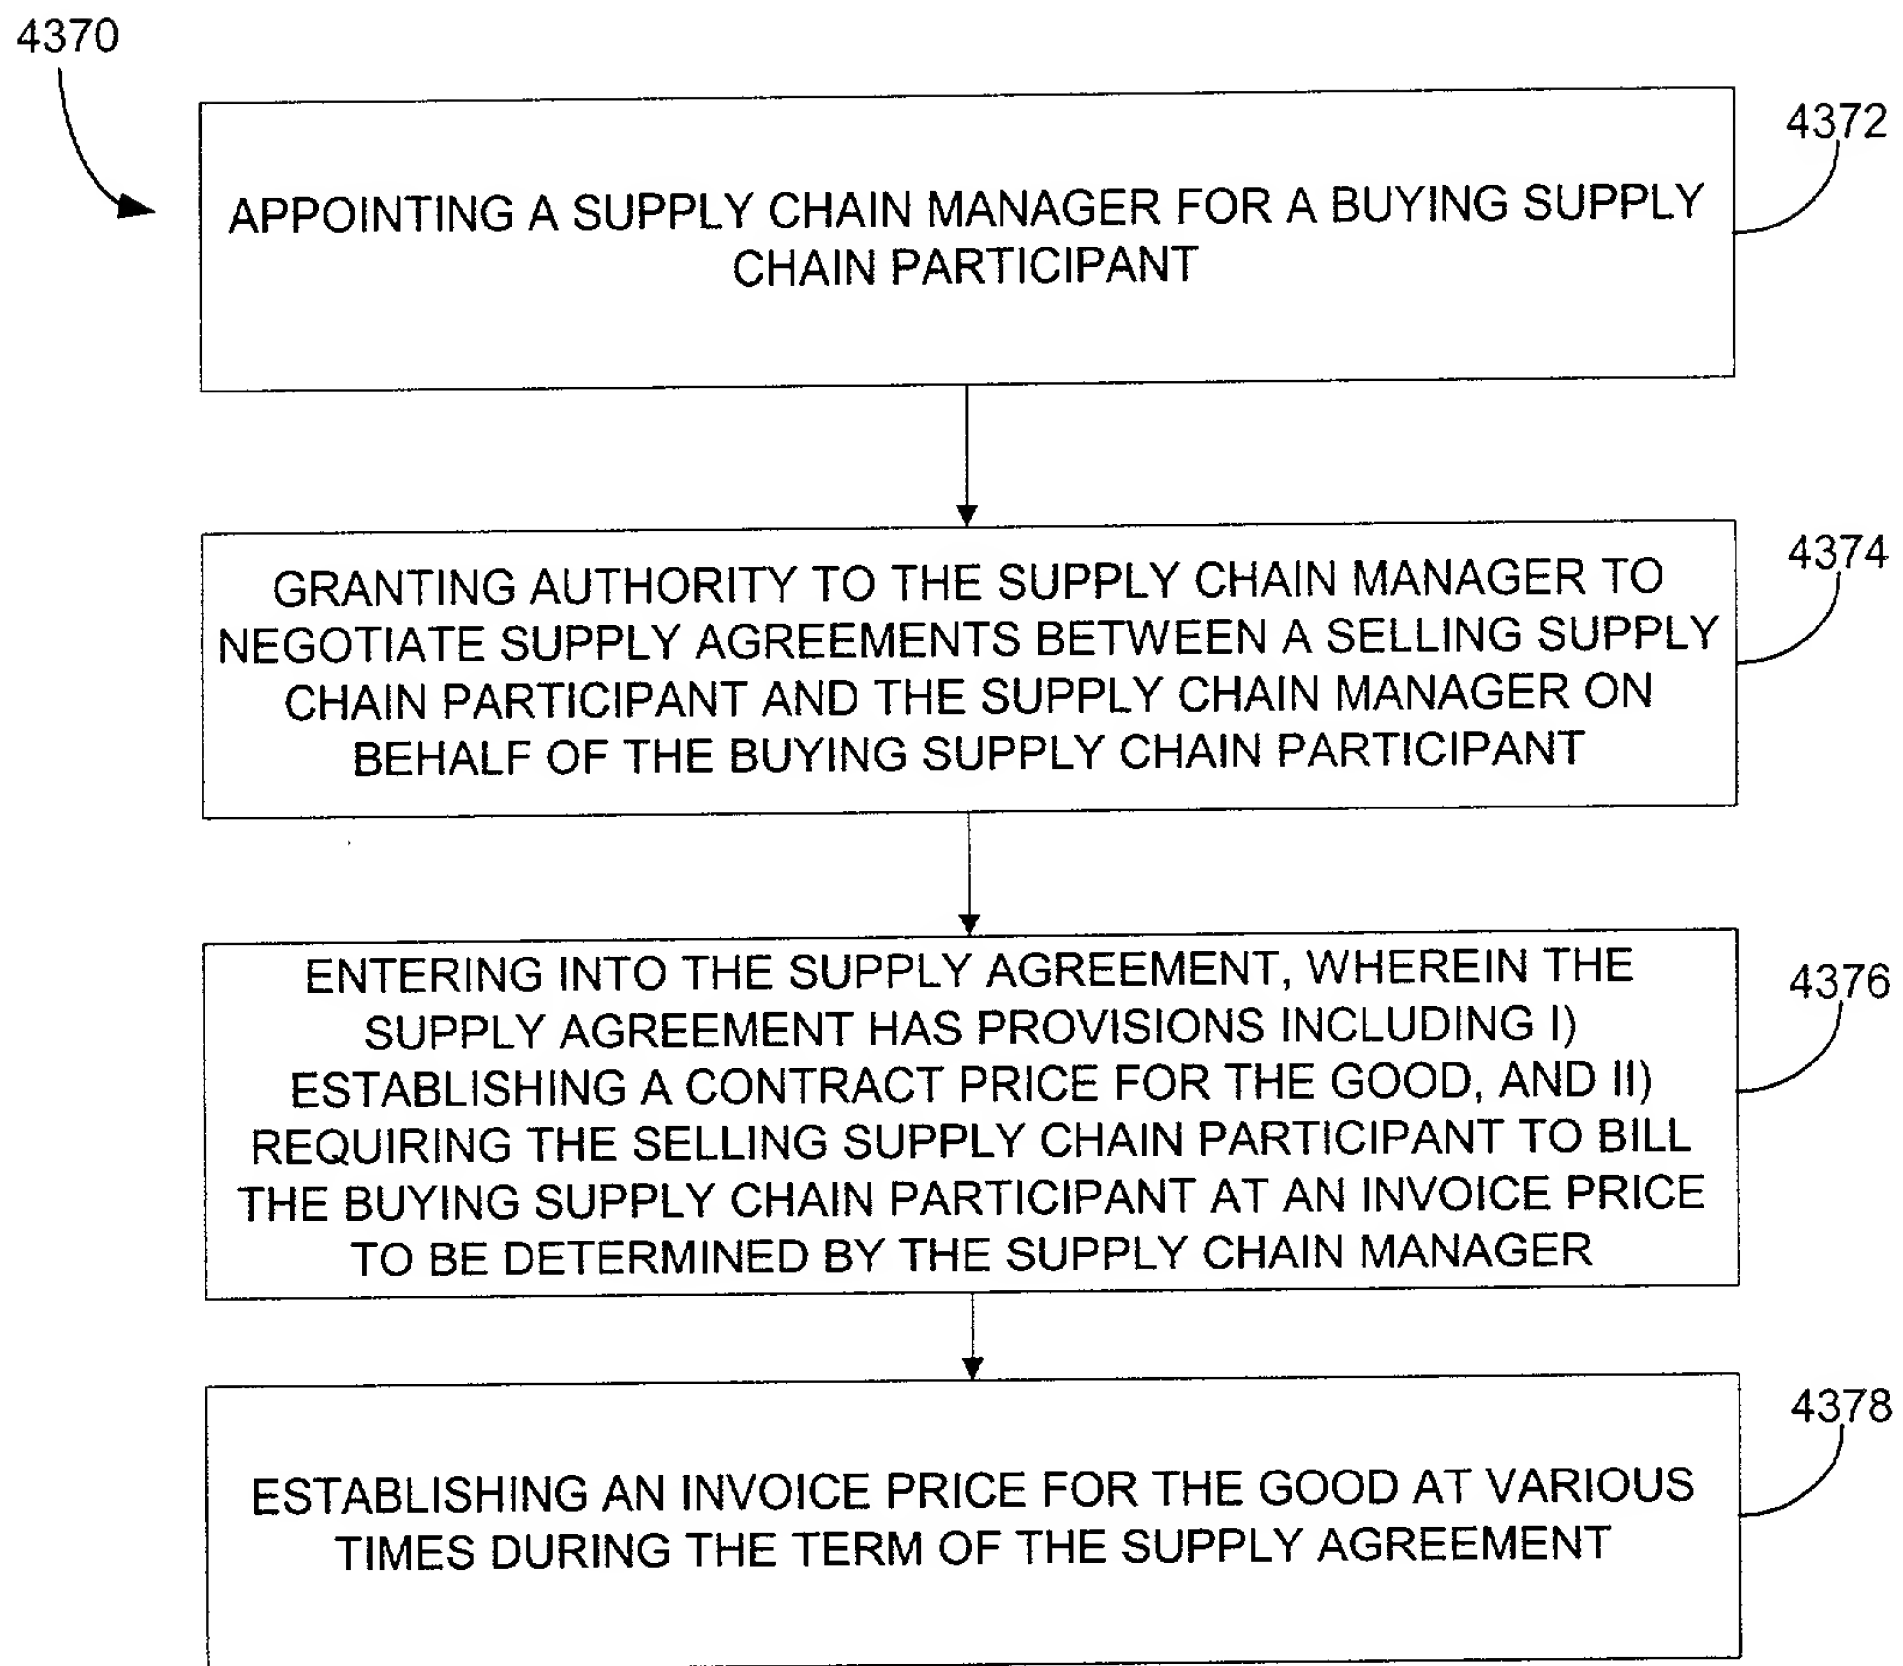 4370
4372
APPOINTING A SUPPLY CHAIN MANAGER FOR A BUYING SUPPLY
CHAIN PARTICIPANT
4374
GRANTING AUTHORITY TO THE SUPPLY CHAIN MANAGER TO
NEGOTIATE SUPPLY AGREEMENTS BETWEEN A SELLING SUPPLY
CHAIN PARTICIPANT AND THE SUPPLY CHAIN MANAGER ON
BEHALF OF THE BUYING SUPPLY CHAIN PARTICIPANT
4376
ENTERING INTO THE SUPPLY AGREEMENT, WHEREIN THE
SUPPLY AGREEMENT HAS PROVISIONS INCLUDING I)
ESTABLISHING A CONTRACT PRICE FOR THE GOOD, AND II)
REQUIRING THE SELLING SUPPLY CHAIN PARTICIPANT TO BILL
THE BUYING SUPPLY CHAIN PARTICIPANT AT AN INVOICE PRICE
TO BE DETERMINED BY THE SUPPLY CHAIN MANAGER
4378
ESTABLISHING AN INVOICE PRICE FOR THE GOOD AT VARIOUS
TIMES DURING THE TERM OF THE SUPPLY AGREEMENT